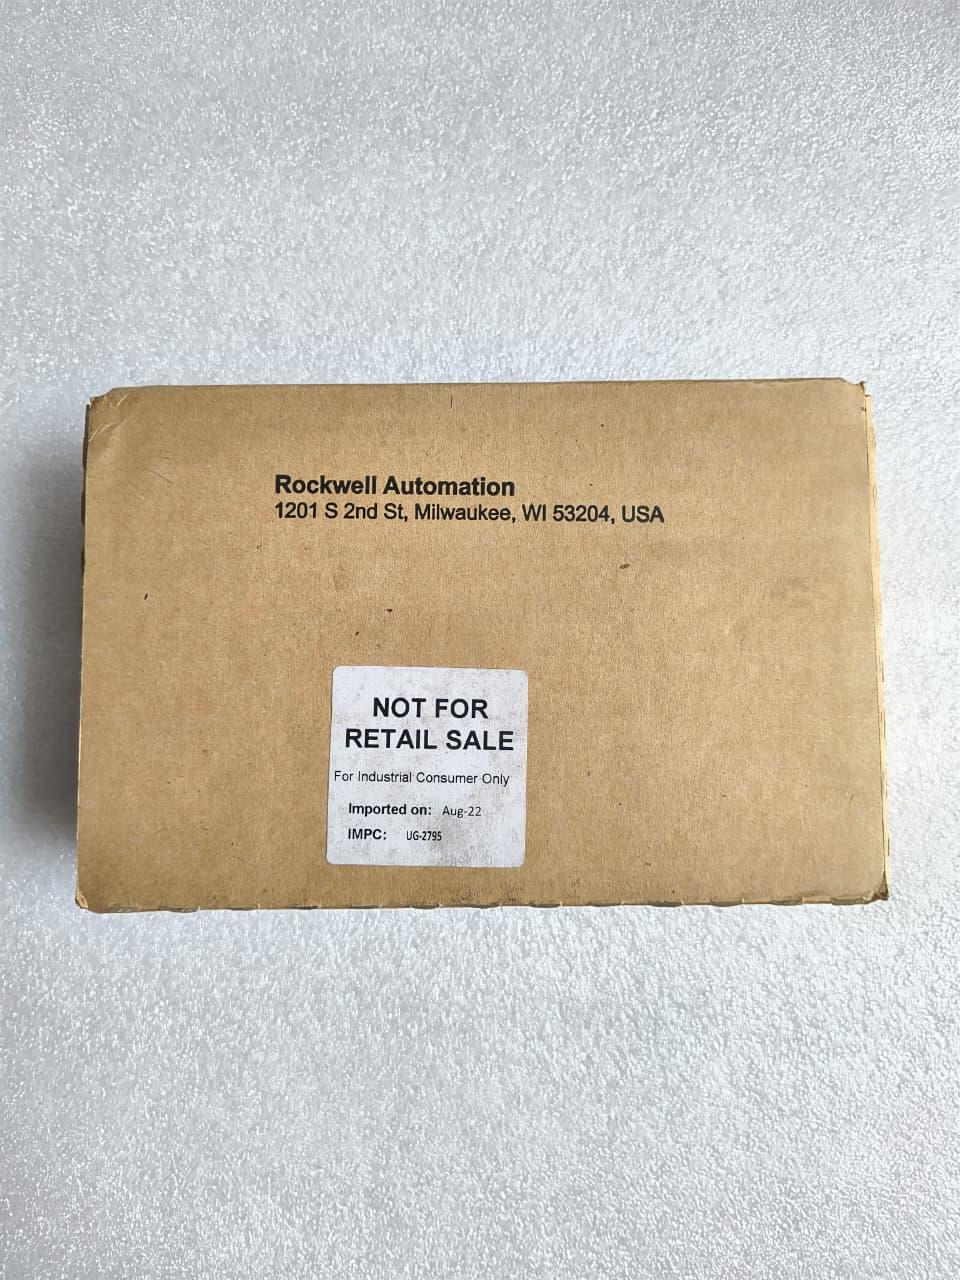 Rockwell Automation
1201 S 2nd St, Milwaukee, WI 53204, USA
NOT FOR
RETAIL SALE
For Industrial Consumer Only
Imported on: Aug-22
IMPC: UG-2795